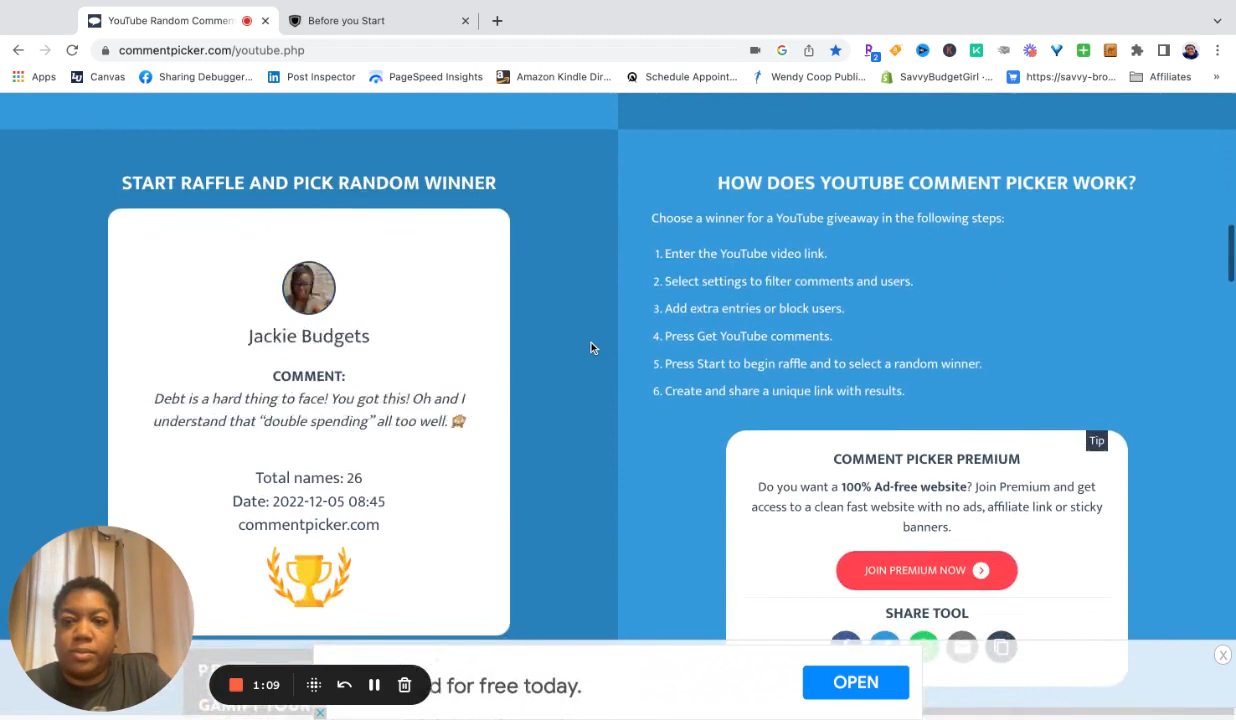 YouTube Random Commen
Before you Start
commentpicker.com/youtube.php
2
Apps
Canvas
Sharing Debugger...
Post Inspector
PageSpeed Insights
Amazon Kindle Dir...
Schedule Appoint...
Wendy Coop Publi...
SavvyBudgetGirl -...
https://savvy-bro...
Affiliates
START RAFFLE AND PICK RANDOM WINNER
Jackie Budgets
COMMENT:
Debt is a hard thing to face! You got this! Oh and I
understand that “double spending” all too well. 🙈
Total names: 26
Date: 2022-12-05 08:45
commentpicker.com
HOW DOES YOUTUBE COMMENT PICKER WORK?
Choose a winner for a YouTube giveaway in the following steps:
1. Enter the YouTube video link.
2. Select settings to filter comments and users.
3. Add extra entries or block users.
4. Press Get YouTube comments.
5. Press Start to begin raffle and to select a random winner.
6. Create and share a unique link with results.
Tip
COMMENT PICKER PREMIUM
Do you want a 100% Ad-free website? Join Premium and get
access to a clean fast website with no ads, affiliate link or sticky
banners.
JOIN PREMIUM NOW
SHARE TOOL
1:09
d for free today.
OPEN